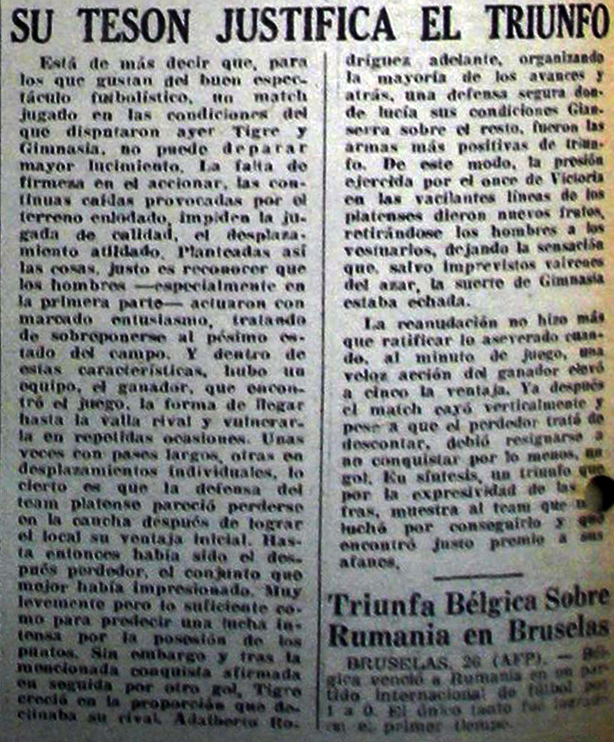 SU TESON JUSTIFICA EL TRIUNFO
Está de más decir que, para
los que gustan del buen espec-
táculo futbolístico, un match
jugado en las condiciones del
que disputaron ayer Tigre y
Gimnasia, no puede deparar
mayor lucimiento. La falta de
firmeza en el accionar, las con-
tinuas caídas provocadas por el
terreno enlodado, impiden la ju-
gada de calidad, el desplaza-
miento atildado. Planteadas así
las cosas, justo es reconocer que
los hombres —especialmente en
la primera parte— actuaron con
marcado entusiasmo, tratando
de sobreponerse al pésimo es-
tado del campo. Y dentro de
estas características, hubo un
equipo, el ganador, que encon-
tró el juego, la forma de llegar
hasta la valla rival y vulnerar-
la en repetidas ocasiones. Unas
veces con pases largos, otras en
desplazamientos individuales, lo
cierto es que la defensa del
team platense pareció perderse
en la cancha después de lograr
el local su ventaja inicial. Has-
ta entonces había sido el des-
pués perdedor, el conjunto que
mejor había impresionado. Muy
levemente pero lo suficiente co-
mo para predecir una lucha in-
tensa por la posesión de los
puntos. Sin embargo y tras la
mencionada conquista afirmada
en seguida por otro gol, Tigre
creció en la proporción que de-
clinaba su rival. Adalberto Ro-
dríguez adelante, organizando
la mayoría de los avances y
atrás, una defensa segura don-
de lucía sus condiciones Gian-
serra sobre el resto, fueron las
armas más positivas de triun-
fo. De este modo, la presión
ejercida por el once de Victoria
en las vacilantes líneas de los
platenses dieron nuevos frutos,
retirándose los hombres a los
vestuarios, dejando la sensación
que, salvo imprevistos vaivenes
del azar, la suerte de Gimnasia
estaba echada.
La reanudación no hizo más
que ratificar lo aseverado cuan-
do, al minuto de juego, una
veloz acción del ganador elevó
a cinco la ventaja. Ya después
el match cayó verticalmente y
pese a que el perdedor trató de
descontar, debió resignarse a
no conquistar por lo menos, un
gol. En síntesis, un triunfo que
por la expresividad de las
fras, muestra al team que
luchó por conseguirlo y que
encontró justo premio a sus
afanes.
Triunfa Bélgica Sobre
Rumania en Bruselas
BRUSELAS, 26 (AFP). — Bél-
gica venció a Rumania en un par-
tido internacional de fútbol por
1 a 0. El único tanto fue logrado
en el primer tiempo.